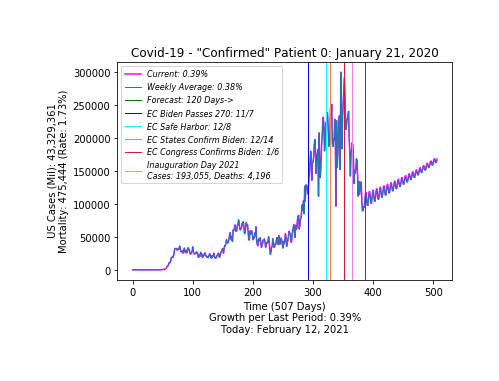 Covid-19 - "Confirmed" Patient 0: January 21, 2020
US Cases (Mil): 43,329,361
Mortality: 475,444 (Rate: 1.73%)
300000
250000
200000
150000
100000
50000
0
Current: 0.39%
Weekly Average: 0.38%
Forecast: 120 Days->
EC Biden Passes 270: 11/7
EC Safe Harbor: 12/8
EC States Confirm Biden: 12/14
EC Congress Confirms Biden: 1/6
Inauguration Day 2021
Cases: 193,055, Deaths: 4,196
0 100 200 300 400 500
Time (507 Days)
Growth per Last Period: 0.39%
Today: February 12, 2021